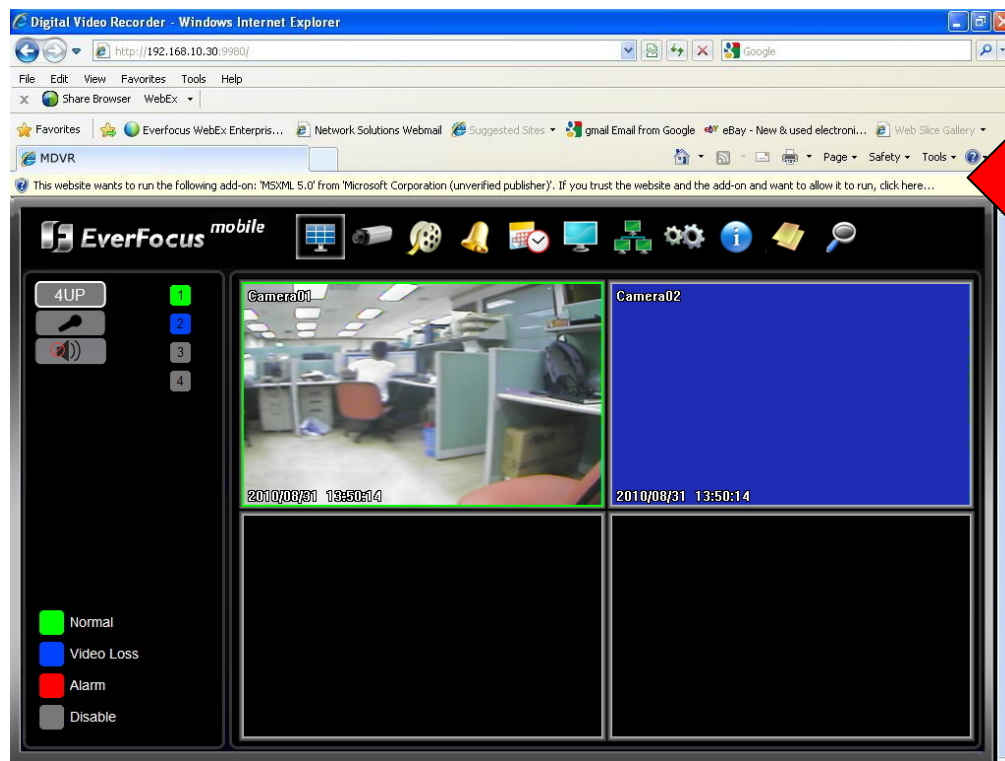 Digital Video Recorder - Windows Internet Explorer
http://192.168.10.30:9980/
Google
File Edit View Favorites Tools Help
x Share Browser WebEx
Favorites Everfocus WebEx Enterpris... Network Solutions Webmail Suggested Sites gmail Email from Google eBay - New & used electroni... Web Slice Gallery
MDVR
Page Safety Tools
This website wants to run the following add-on: 'MSXML 5.0' from 'Microsoft Corporation (unverified publisher)'. If you trust the website and the add-on and want to allow it to run, click here...
EverFocus mobile
4UP
1
2
3
4
Camera01
2010/08/31 13:50:14
Camera02
2010/08/31 13:50:14
Normal
Video Loss
Alarm
Disable